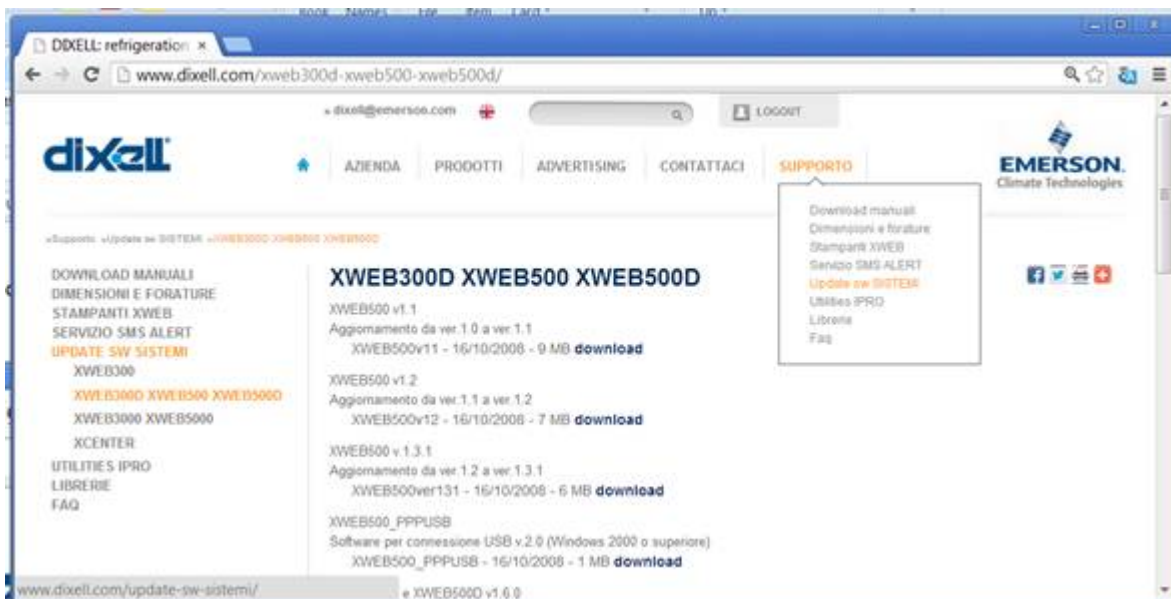 Book Names
DIXELL: refrigeration ×
www.dixell.com/xweb300d-xweb500-xweb500d/
dixell@emerson.com
LOGOUT
dixell
AZIENDA PRODOTTI ADVERTISING CONTATTACI SUPPORTO
EMERSON.
Climate Technologies
Download manuali
Dimensioni e forature
Stampanti XWEB
Servizio SMS ALERT
Update sw SISTEMI
Utilities IPRO
Librerie
Faq
»Supporto »Update sw SISTEMI »XWEB300D XWEB500 XWEB500D
DOWNLOAD MANUALI
DIMENSIONI E FORATURE
STAMPANTI XWEB
SERVIZIO SMS ALERT
UPDATE SW SISTEMI
XWEB300
XWEB300D XWEB500 XWEB500D
XWEB3000 XWEB5000
XCENTER
UTILITIES IPRO
LIBRERIE
FAQ
XWEB300D XWEB500 XWEB500D
XWEB500 v1.1
Aggiornamento da ver.1.0 a ver.1.1
XWEB500v11 - 16/10/2008 - 9 MB download
XWEB500 v1.2
Aggiornamento da ver.1.1 a ver.1.2
XWEB500v12 - 16/10/2008 - 7 MB download
XWEB500 v.1.3.1
Aggiornamento da ver.1.2 a ver.1.3.1
XWEB500ver131 - 16/10/2008 - 6 MB download
XWEB500_PPPUSB
Software per connessione USB v.2.0 (Windows 2000 o superiore)
XWEB500_PPPUSB - 16/10/2008 - 1 MB download
e XWEB500D v1.6.0
www.dixell.com/update-sw-sistemi/